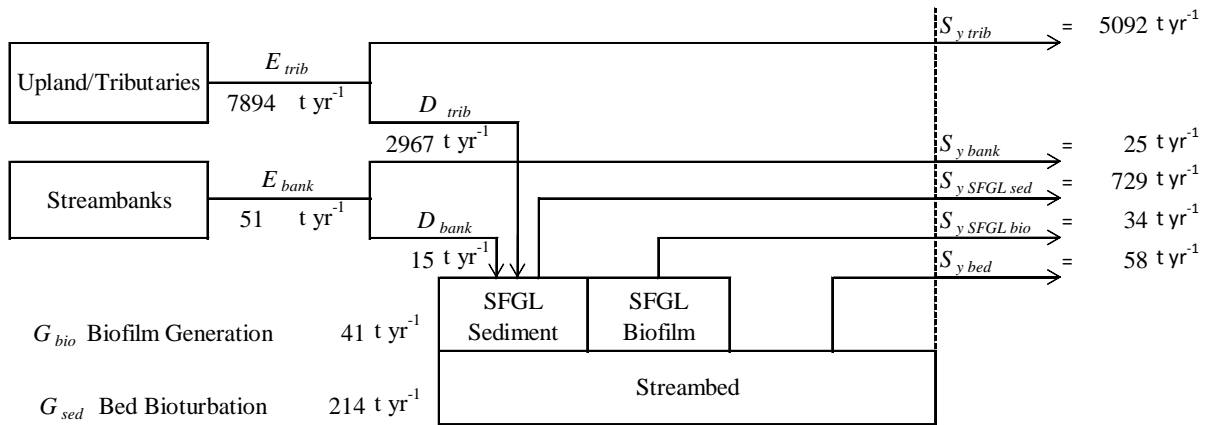 S y trib = 5092 t yr-1
E trib
Upland/Tributaries
7894 t yr-1
D trib
2967 t yr-1
S y bank = 25 t yr-1
E bank
S y SFGL sed = 729 t yr-1
Streambanks
51 t yr-1
D bank
S y SFGL bio = 34 t yr-1
15 t yr-1
S y bed = 58 t yr-1
SFGL
Sediment
SFGL
Biofilm
G bio Biofilm Generation 41 t yr-1
Streambed
G sed Bed Bioturbation 214 t yr-1